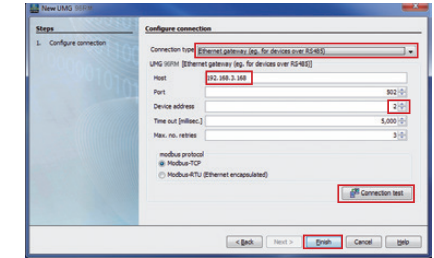 New UMG 96RM
Steps
1. Configure connection
Configure connection
Connection type Ethernet gateway (eg. for devices over RS485)
UMG 96RM [Ethernet gateway (eg. for devices over RS485)]
Host 192.168.3.168
Port 502
Device address 2
Time out [millisec.] 5,000
Max. no. retries 3
modbus protocol
Modbus-TCP
Modbus-RTU (Ethernet encapsulated)
Connection test
< Back Next > Finish Cancel Help